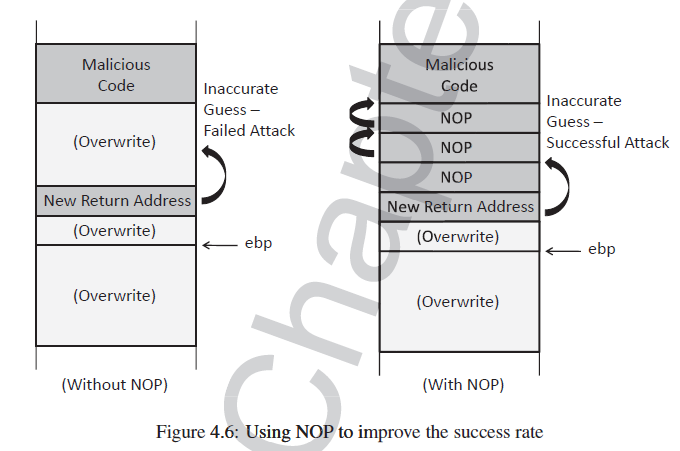 Malicious
Code
(Overwrite)
New Return Address
(Overwrite)
(Overwrite)
Inaccurate
Guess –
Failed Attack
ebp
(Without NOP)
Malicious
Code
NOP
NOP
NOP
New Return Address
(Overwrite)
(Overwrite)
Inaccurate
Guess –
Successful Attack
ebp
(With NOP)
Chapte
Figure 4.6: Using NOP to improve the success rate